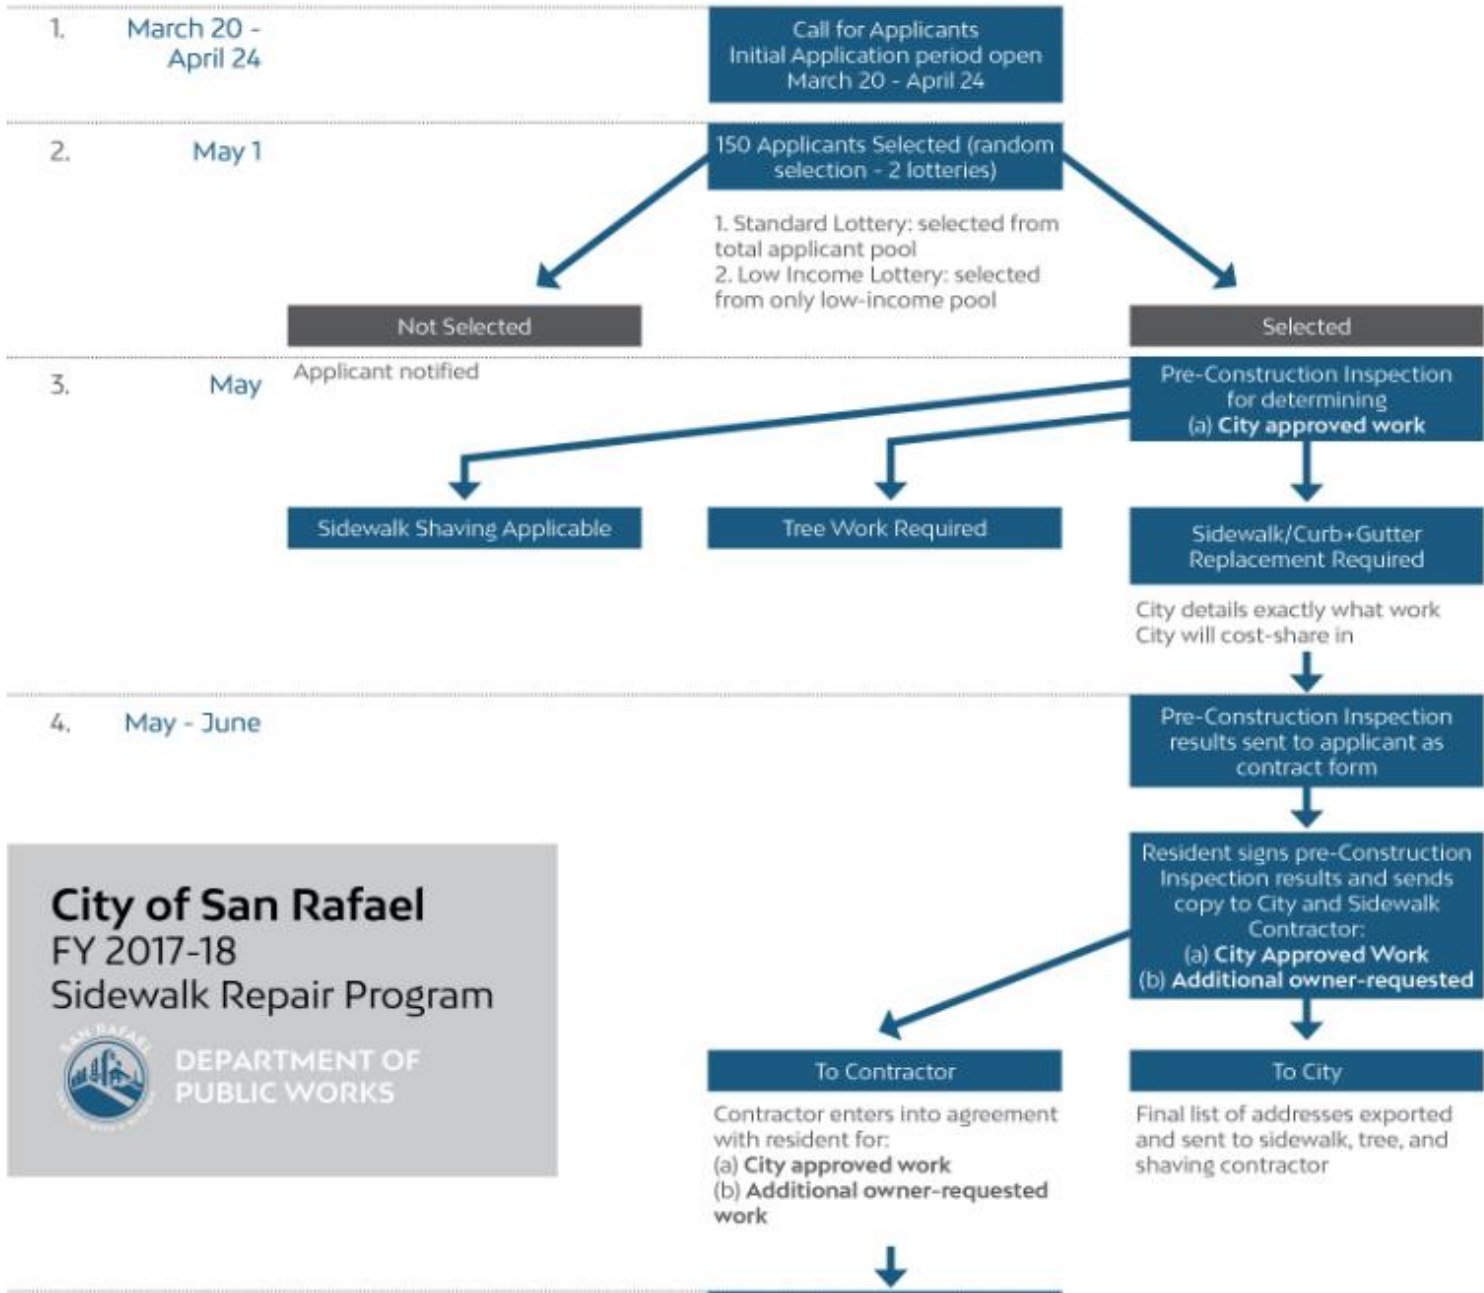 1. March 20 -
April 24
Call for Applicants
Initial Application period open
March 20 - April 24
2. May 1
150 Applicants Selected (random
selection - 2 lotteries)
1. Standard Lottery: selected from
total applicant pool
2. Low Income Lottery: selected
from only low-income pool
Not Selected
Selected
3. May
Applicant notified
Pre-Construction Inspection
for determining
(a) City approved work
Sidewalk Shaving Applicable
Tree Work Required
Sidewalk/Curb+Gutter
Replacement Required
City details exactly what work
City will cost-share in
4. May - June
Pre-Construction Inspection
results sent to applicant as
contract form
Resident signs pre-Construction
Inspection results and sends
copy to City and Sidewalk
Contractor:
(a) City Approved Work
(b) Additional owner-requested
City of San Rafael
FY 2017-18
Sidewalk Repair Program
SAN RAFAEL
DEPARTMENT OF
PUBLIC WORKS
To Contractor
Contractor enters into agreement
with resident for:
(a) City approved work
(b) Additional owner-requested
work
To City
Final list of addresses exported
and sent to sidewalk, tree, and
shaving contractor